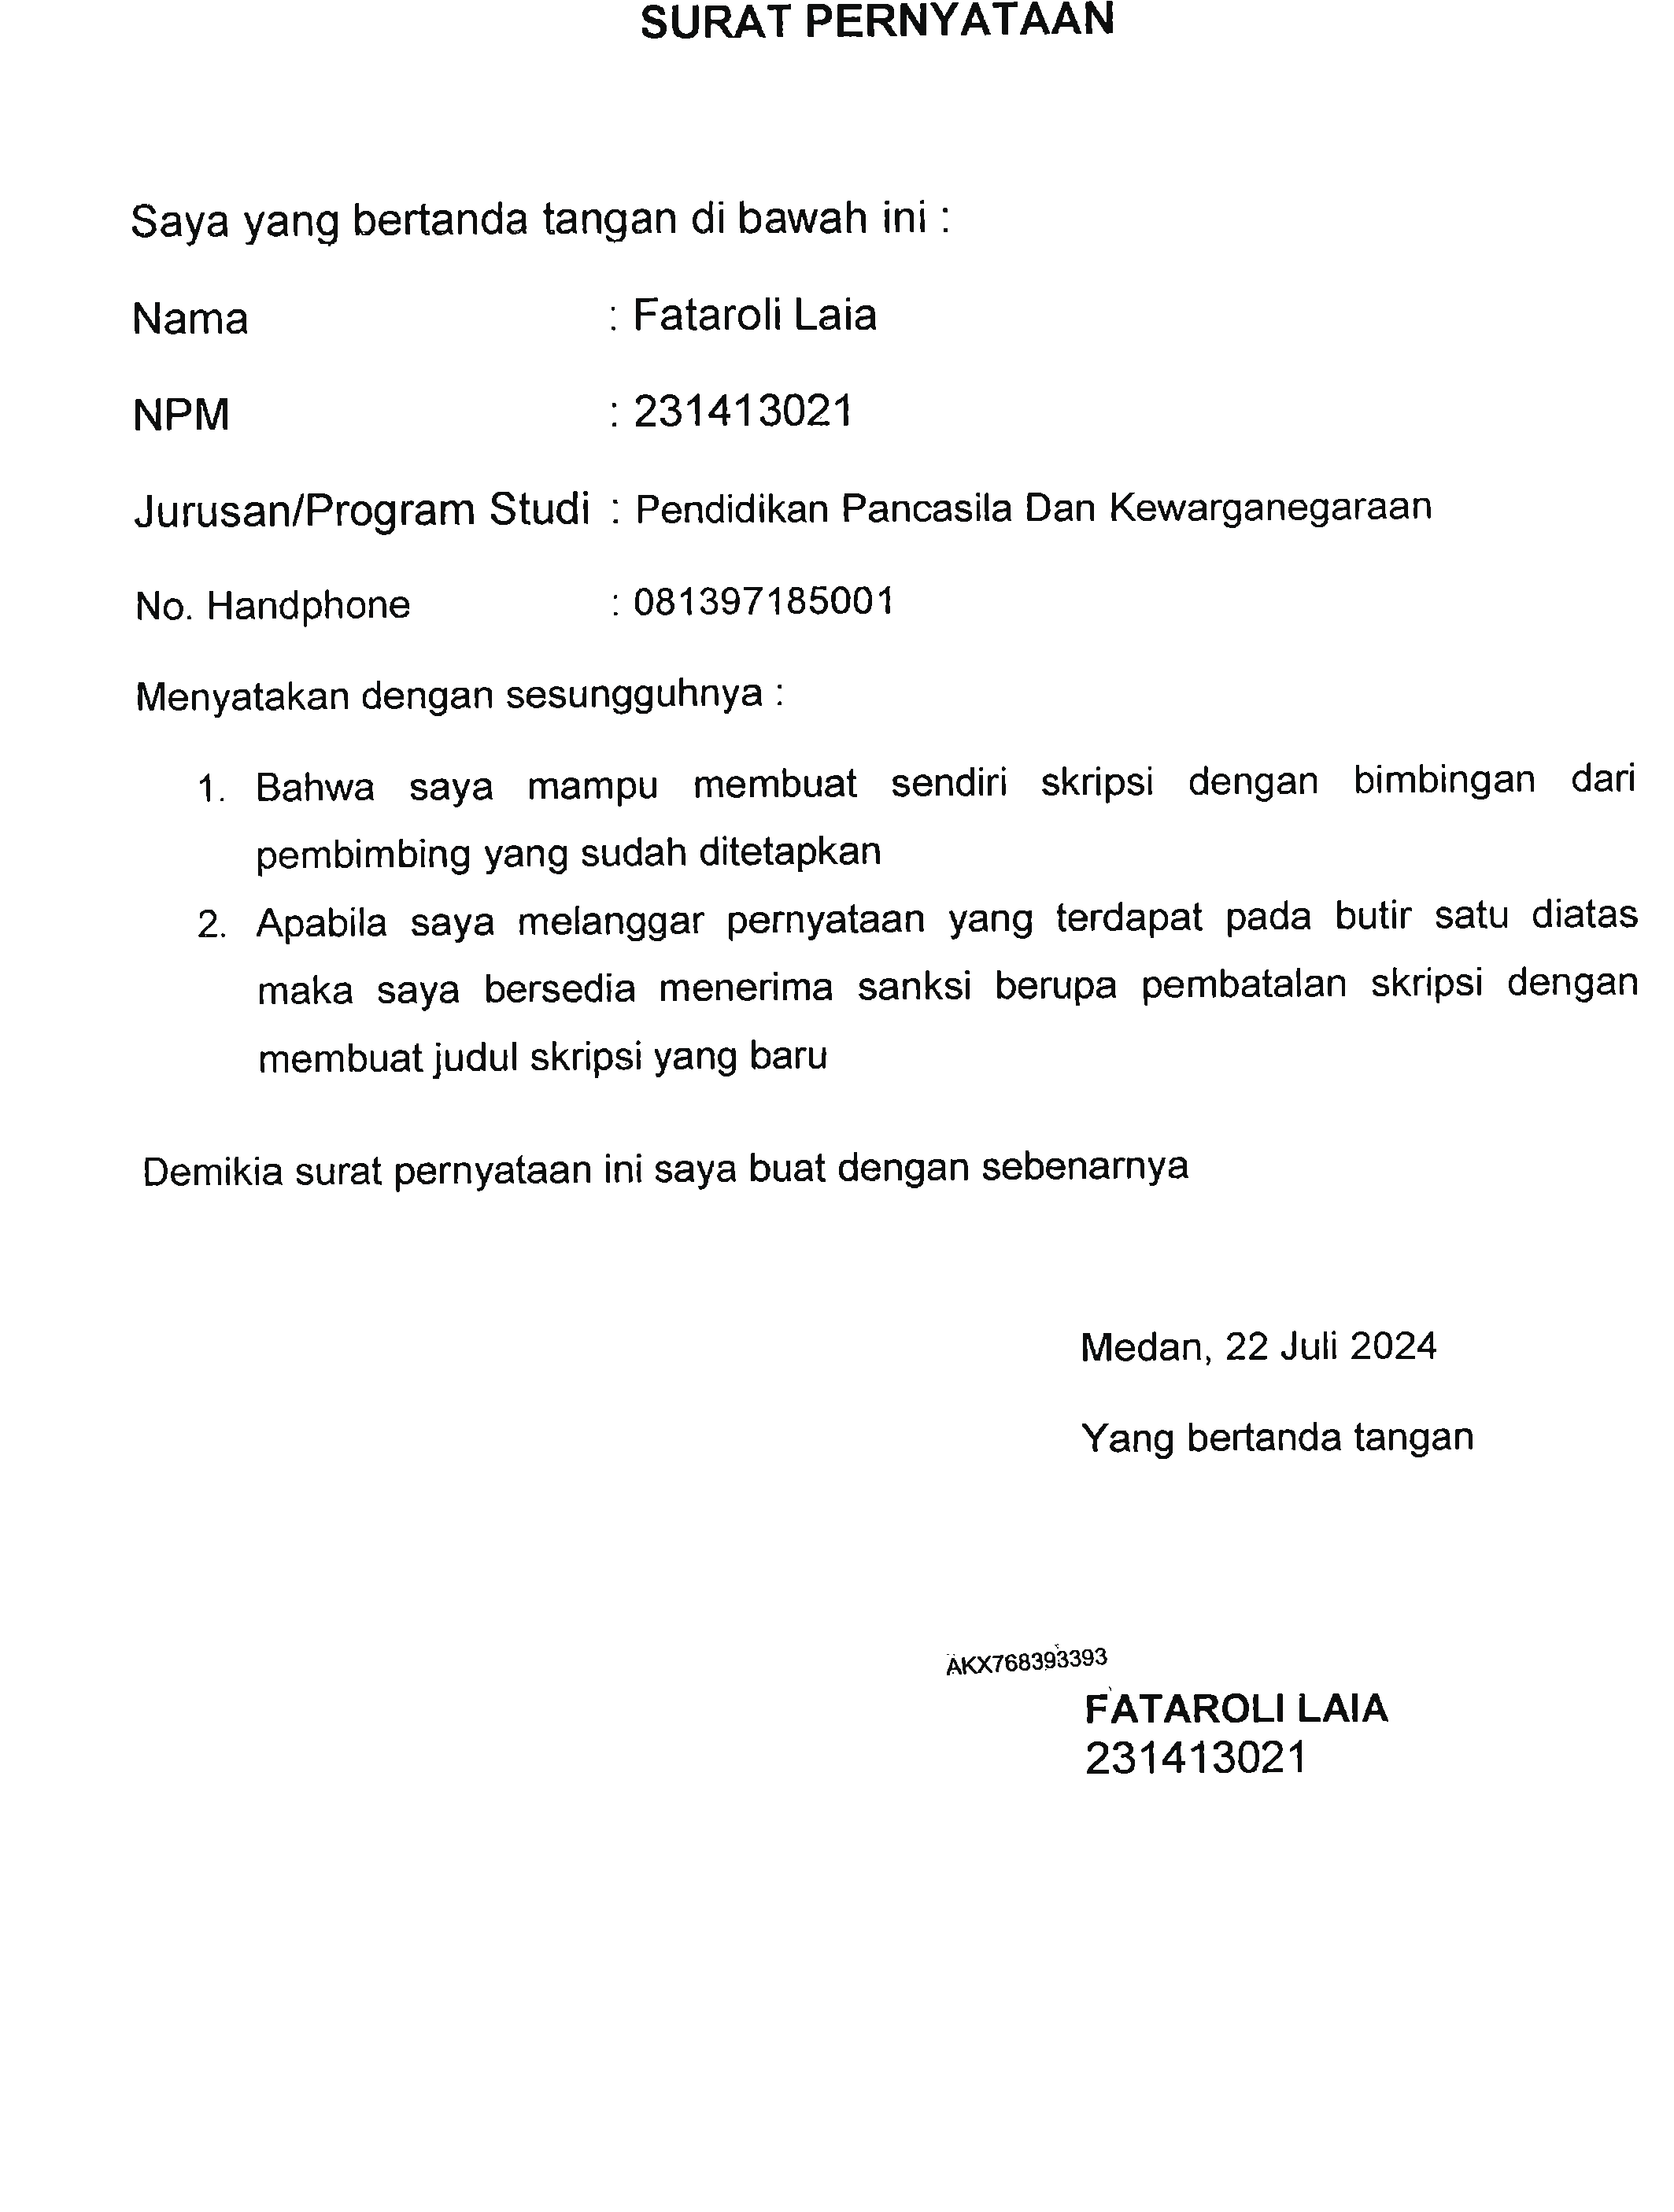 SURAT PERNYATAAN
Saya yang bertanda tangan di bawah ini :
Nama : Fataroli Laia
NPM : 231413021
Jurusan/Program Studi : Pendidikan Pancasila Dan Kewarganegaraan
No. Handphone : 081397185001
Menyatakan dengan sesungguhnya :
1. Bahwa saya mampu membuat sendiri skripsi dengan bimbingan dari
pembimbing yang sudah ditetapkan
2. Apabila saya melanggar pernyataan yang terdapat pada butir satu diatas
maka saya bersedia menerima sanksi berupa pembatalan skripsi dengan
membuat judul skripsi yang baru
Demikia surat pernyataan ini saya buat dengan sebenarnya
Medan, 22 Juli 2024
Yang bertanda tangan
AKX768393393
FATAROLI LAIA
231413021